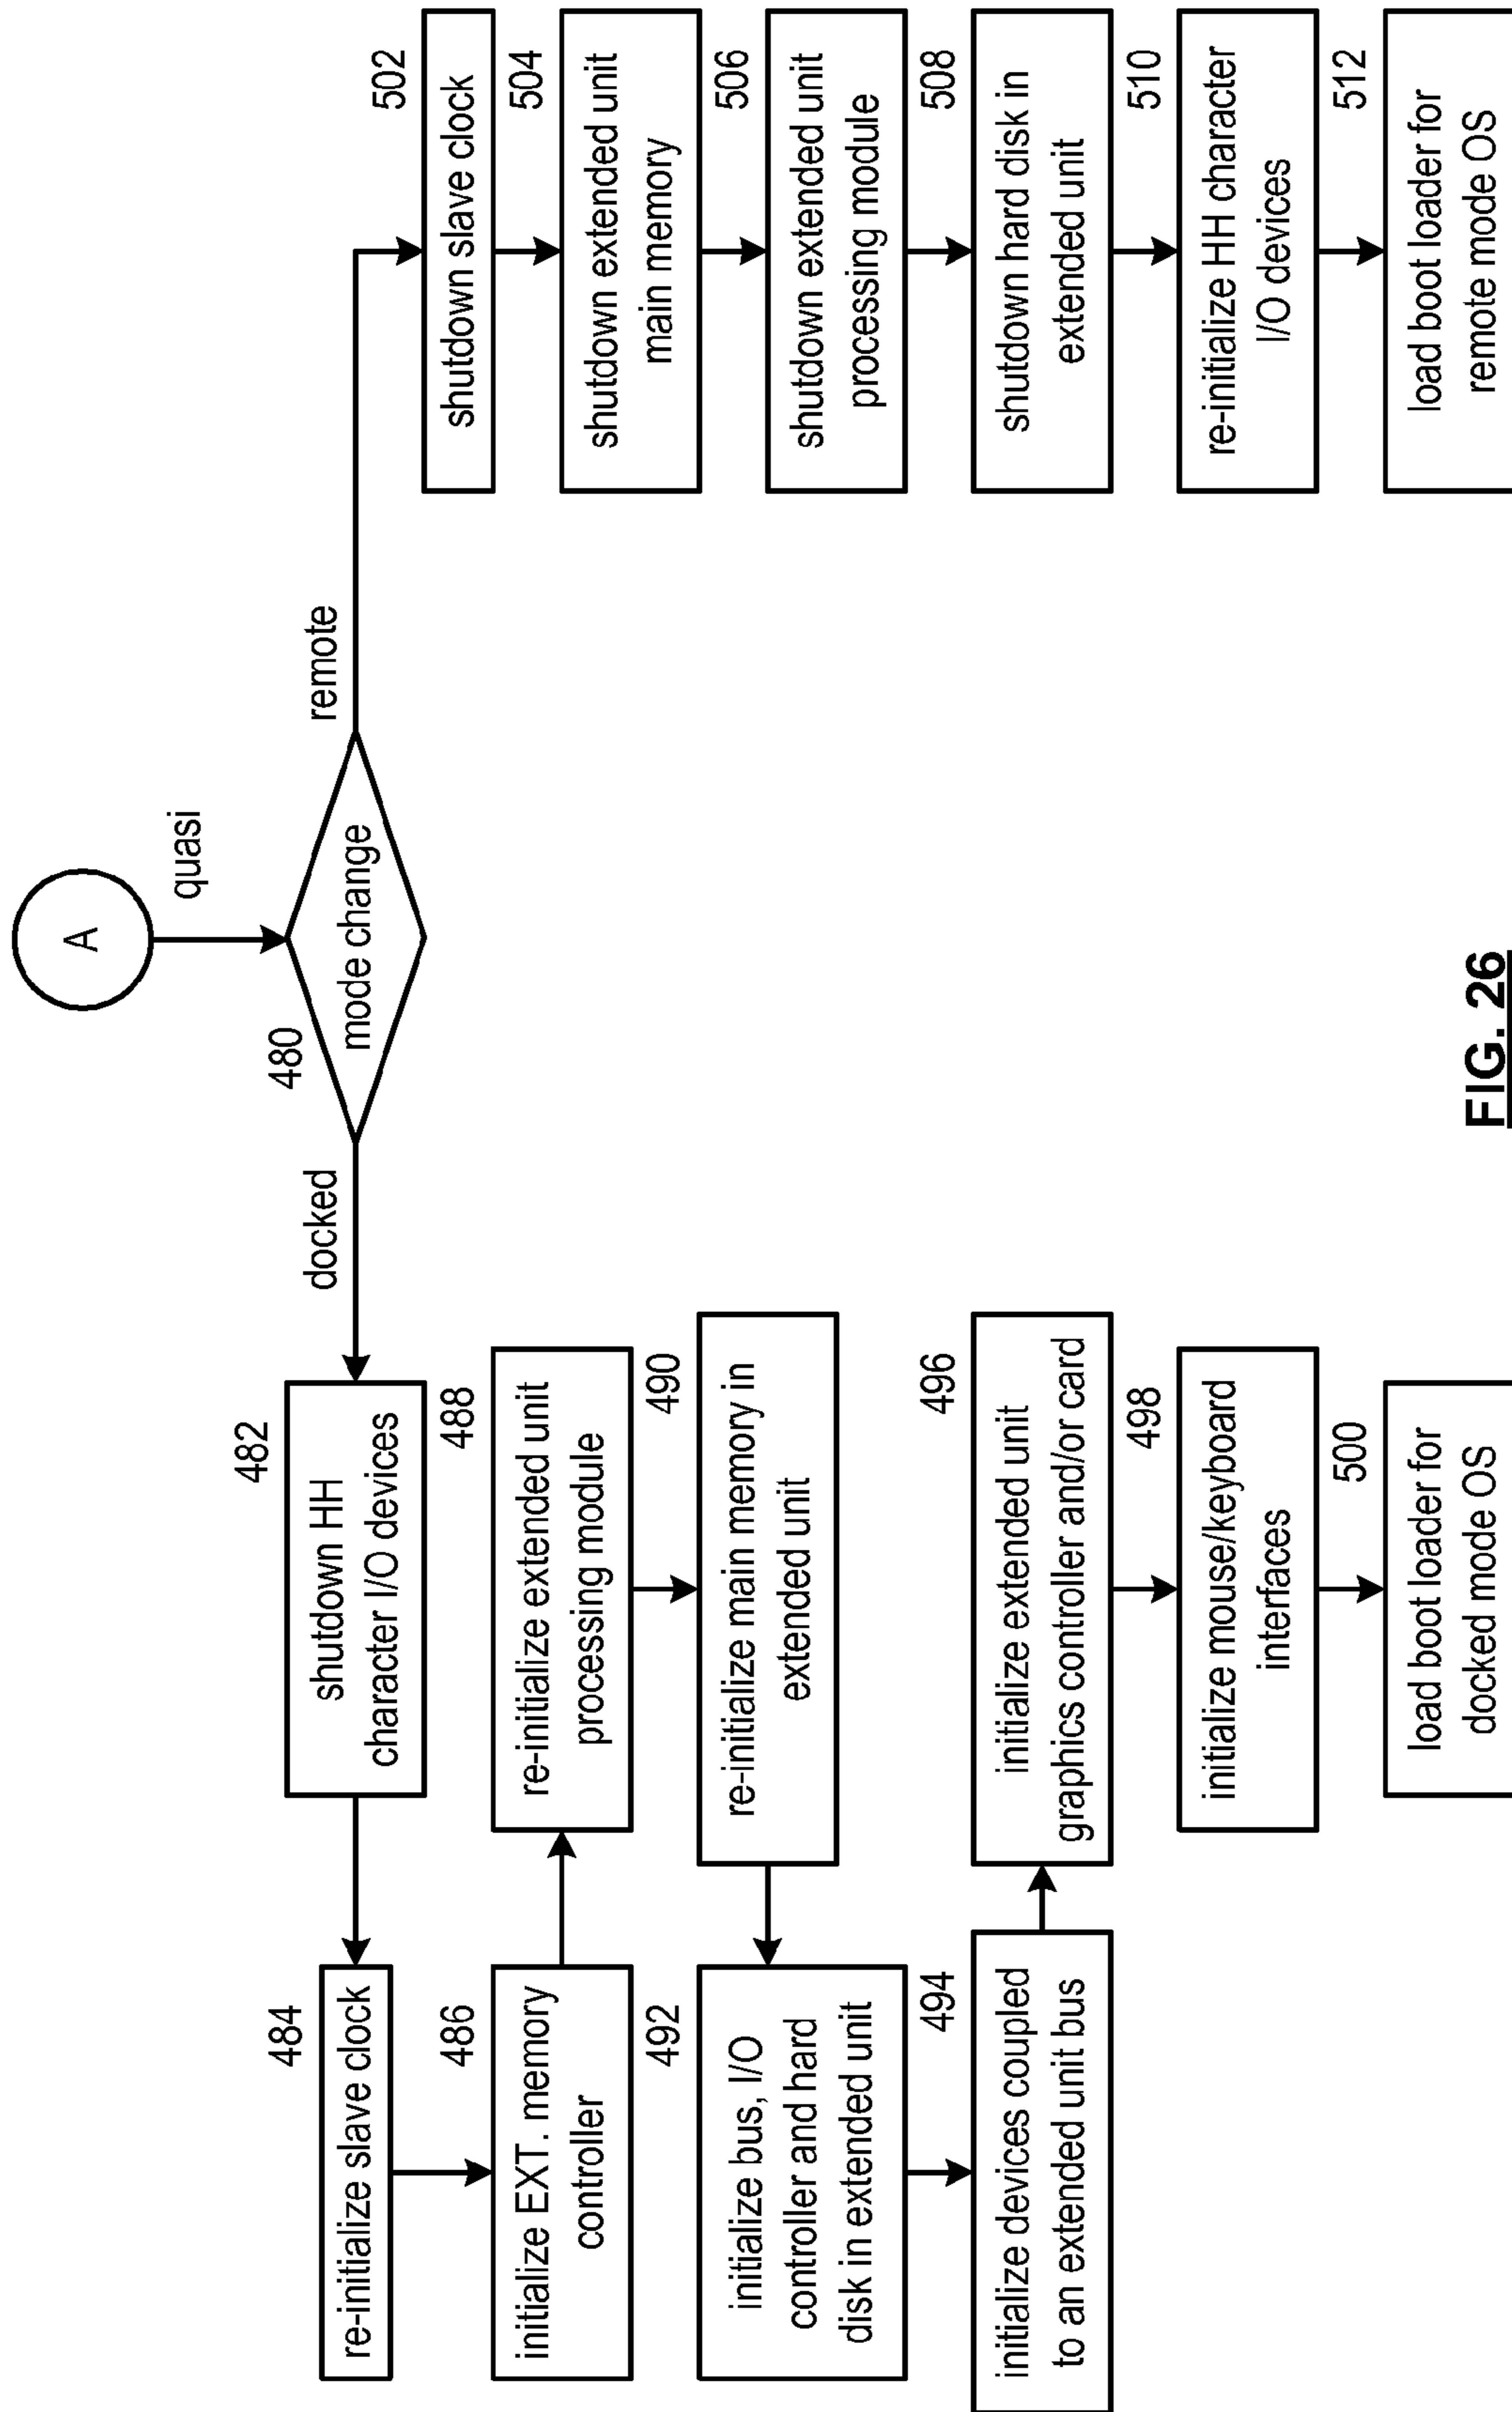 A
quasi
480
mode change
docked
remote
482
shutdown HH
character I/O devices
484
re-initialize slave clock
486
initialize EXT. memory
controller
488
re-initialize extended unit
processing module
490
re-initialize main memory in
extended unit
492
initialize bus, I/O
controller and hard
disk in extended unit
494
initialize devices coupled
to an extended unit bus
496
initialize extended unit
graphics controller and/or card
498
initialize mouse/keyboard
interfaces
500
load boot loader for
docked mode OS
502
shutdown slave clock
504
shutdown extended unit
main memory
506
shutdown extended unit
processing module
508
shutdown hard disk in
extended unit
510
re-initialize HH character
I/O devices
512
load boot loader for
remote mode OS
FIG. 26